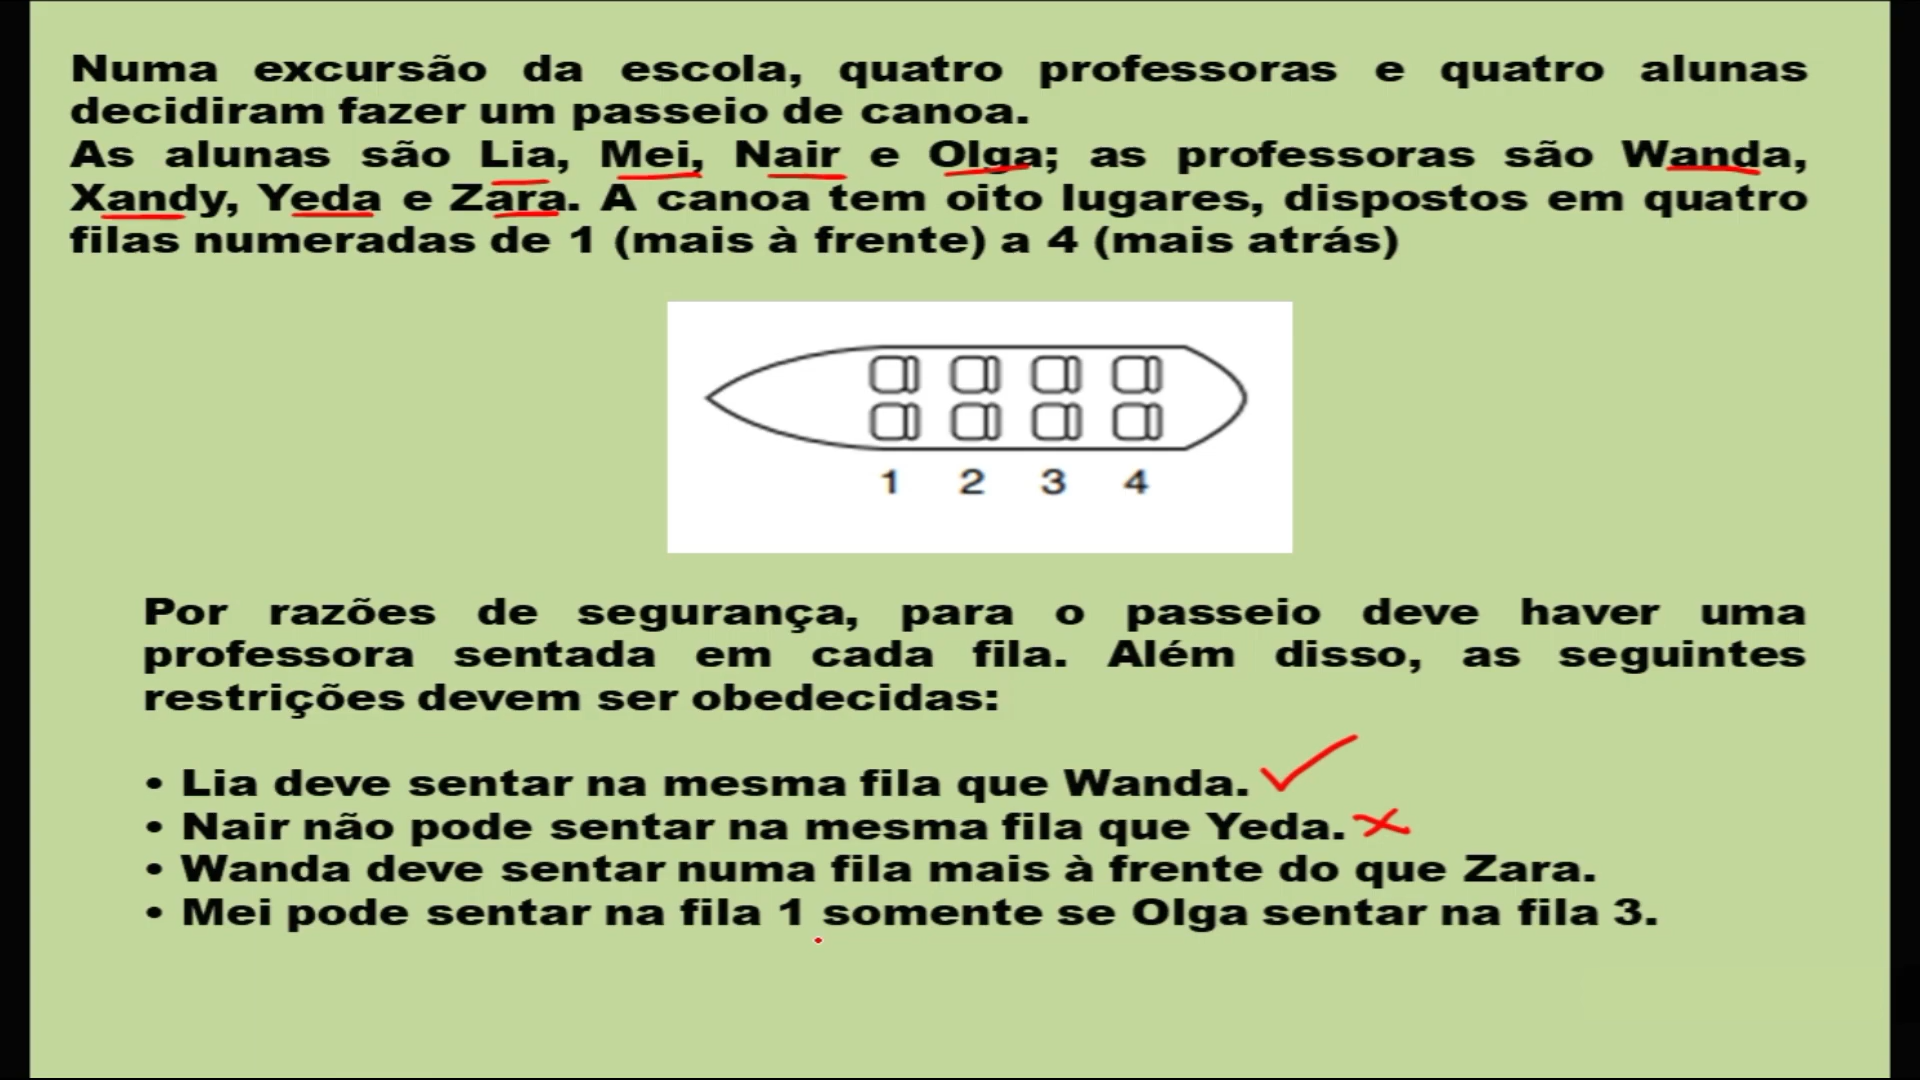 Numa excursão da escola, quatro professoras e quatro alunas
decidiram fazer um passeio de canoa.
As alunas são Lia, Mei, Nair e Olga; as professoras são Wanda,
Xandy, Yeda e Zara. A canoa tem oito lugares, dispostos em quatro
filas numeradas de 1 (mais à frente) a 4 (mais atrás)
1 2 3 4
Por razões de segurança, para o passeio deve haver uma
professora sentada em cada fila. Além disso, as seguintes
restrições devem ser obedecidas:
• Lia deve sentar na mesma fila que Wanda.
• Nair não pode sentar na mesma fila que Yeda.
• Wanda deve sentar numa fila mais à frente do que Zara.
• Mei pode sentar na fila 1 somente se Olga sentar na fila 3.